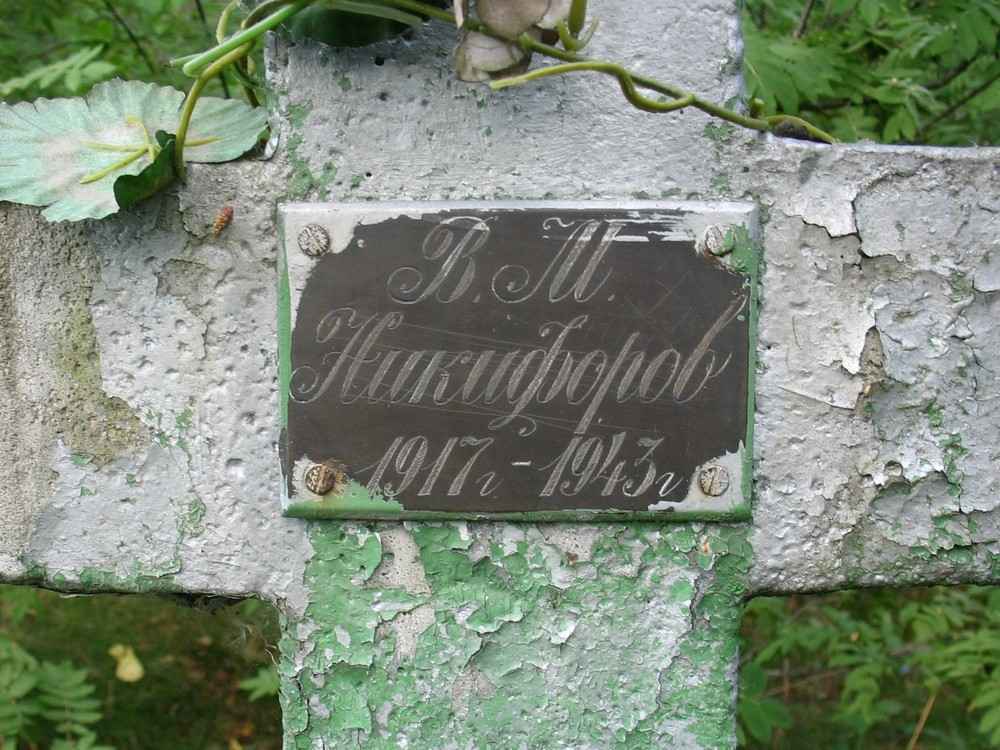 В. М.
Никифоров
1917г - 1943г